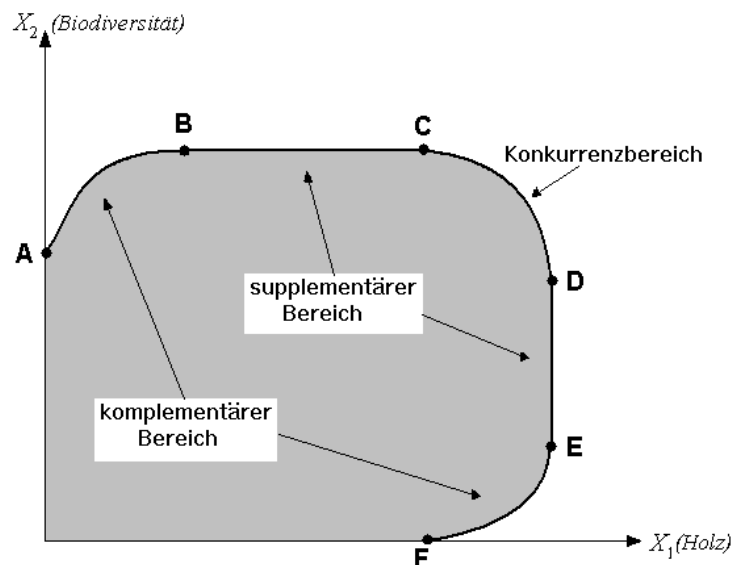 X2 (Biodiversität)
B
C
Konkurrenzbereich
A
D
supplementärer
Bereich
komplementärer
Bereich
E
F
X1(Holz)